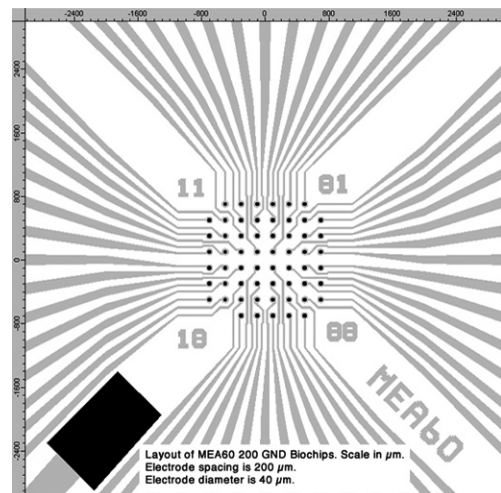 -2400 -1600 -800 0 800 1600 2400
2400
1600
800
0
-800
-1600
-2400
11 81
18 88
MEA60
Layout of MEA60 200 GND Biochips. Scale in µm.
Electrode spacing is 200 µm.
Electrode diameter is 40 µm.